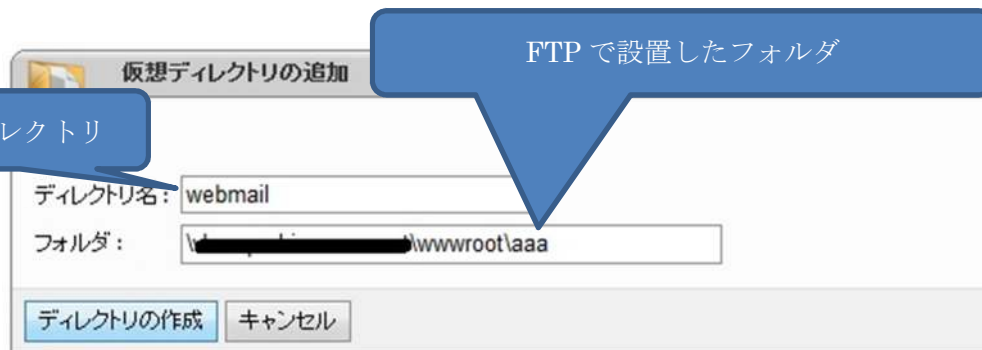 FTP で設置したフォルダ
仮想ディレクトリの追加
レクトリ
ディレクトリ名: webmail
フォルダ: \wwwroot\aaa
ディレクトリの作成 キャンセル